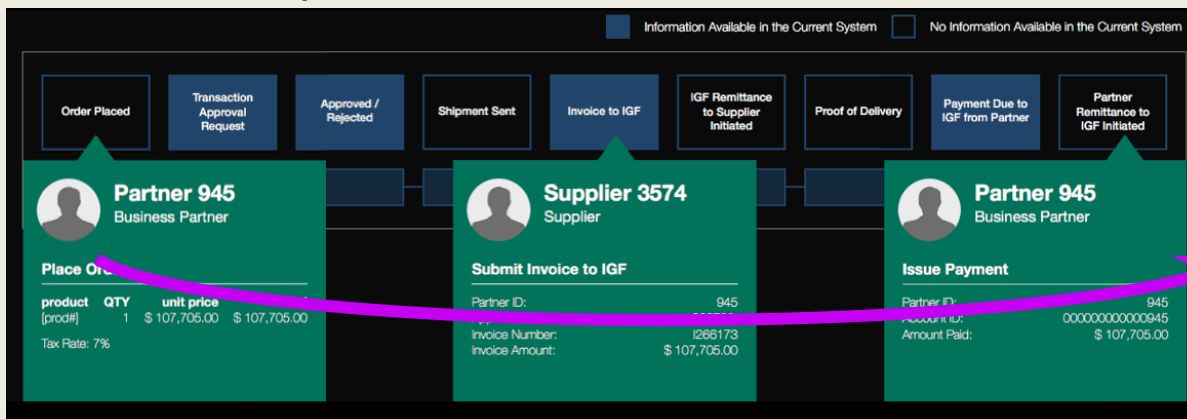 Information Available in the Current System
No Information Available in the Current System
Order Placed
Transaction
Approval
Request
Approved /
Rejected
Shipment Sent
Invoice to IGF
IGF Remittance
to Supplier
Initiated
Proof of Delivery
Payment Due to
IGF from Partner
Partner
Remittance to
IGF Initiated
Partner 945
Business Partner
Place
product QTY unit price
[prod#] 1 $ 107,705.00 $ 107,705.00
Tax Rate: 7%
Supplier 3574
Supplier
Submit Invoice to IGF
Partner ID: 945
Invoice Number: I266173
Invoice Amount: $ 107,705.00
Partner 945
Business Partner
Issue Payment
Partner ID: 945
Account ID: 000000000000945
Amount Paid: $ 107,705.00